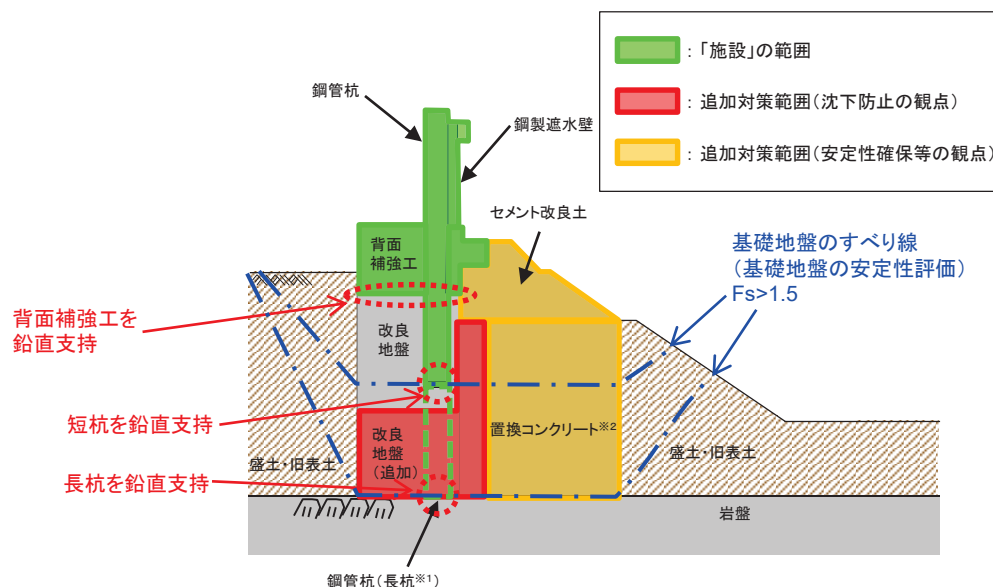 ：「施設」の範囲
：追加対策範囲（沈下防止の観点）
：追加対策範囲（安定性確保等の観点）
鋼管杭
鋼製遮水壁
セメント改良土
基礎地盤のすべり線
（基礎地盤の安定性評価）
Fs>1.5
背面
補強工
背面補強工を
鉛直支持
改良
地盤
短杭を鉛直支持
改良
地盤
（追加）
置換コンクリート※2
盛土・旧表土
盛土・旧表土
長杭を鉛直支持
岩盤
鋼管杭（長杭※1）